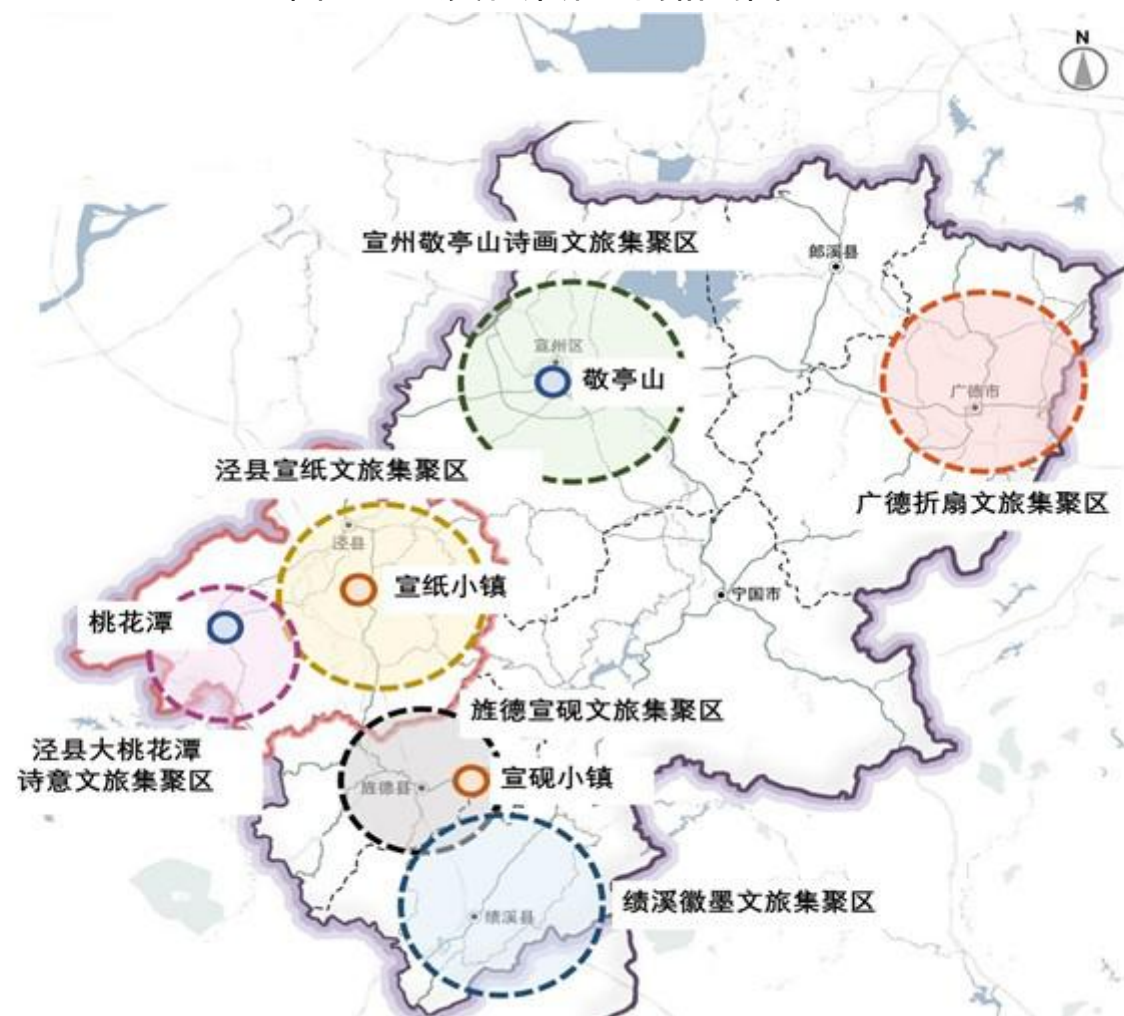 N
宣州敬亭山诗画文旅集聚区
郎溪县
宣州区
敬亭山
广德市
泾县宣纸文旅集聚区
广德折扇文旅集聚区
泾县
宣纸小镇
宁国市
桃花潭
旌德宣砚文旅集聚区
泾县大桃花潭
诗意文旅集聚区
旌德县
宣砚小镇
绩溪徽墨文旅集聚区
绩溪县